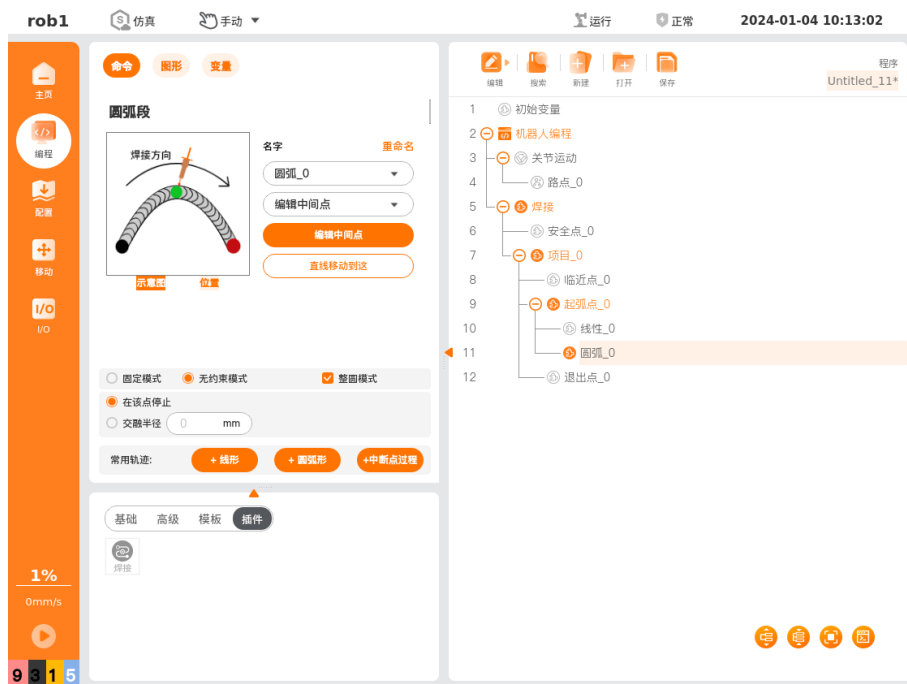 rob1 仿真 手动 运行 正常 2024-01-04 10:13:02
主页
编程
配置
移动
I/O
I/O
1%
0mm/s
9 3 1 5
命令 图形 变量
圆弧段
焊接方向
示意图 位置
名字 重命名
圆弧_0
编辑中间点
编辑中间点
直线移动到这
固定模式 无约束模式 整圆模式
在该点停止
交融半径 0 mm
常用轨迹: + 线形 + 圆弧形 +中断点过程
基础 高级 模板 插件
焊接
编辑 搜索 新建 打开 保存
程序
Untitled_11*
1 初始变量
2 机器人编程
3 关节运动
4 路点_0
5 焊接
6 安全点_0
7 项目_0
8 临近点_0
9 起弧点_0
10 线性_0
11 圆弧_0
12 退出点_0